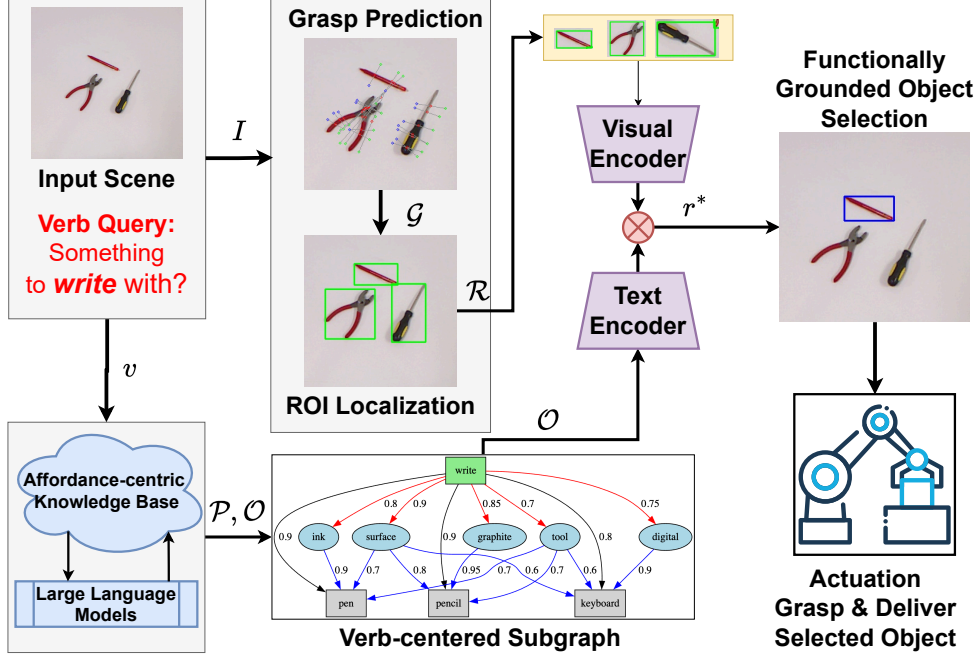 Input Scene
Verb Query:
Something
to write with?
I
v
Grasp Prediction
𝒢
ROI Localization
ℛ
Visual
Encoder
r*
Text
Encoder
𝒪
Functionally
Grounded Object
Selection
Actuation
Grasp & Deliver
Selected Object
Affordance-centric
Knowledge Base
Large Language
Models
𝒫, 𝒪
write
0.8 0.9 0.85 0.7 0.75
0.9 0.9 0.8
ink surface graphite tool digital
0.9 0.7 0.8 0.95 0.7 0.7 0.6 0.6 0.9
pen pencil keyboard
Verb-centered Subgraph